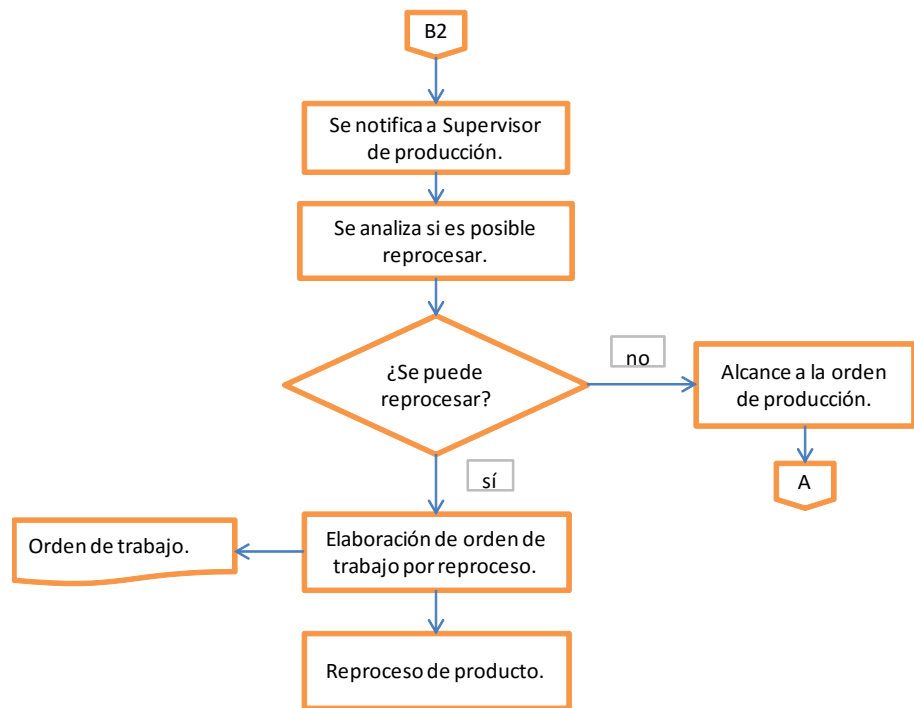 B2
Se notifica a Supervisor
de producción.
Se analiza si es posible
reprocesar.
¿Se puede
reprocesar?
no
Alcance a la orden
de producción.
A
sí
Orden de trabajo.
Elaboración de orden de
trabajo por reproceso.
Reproceso de producto.